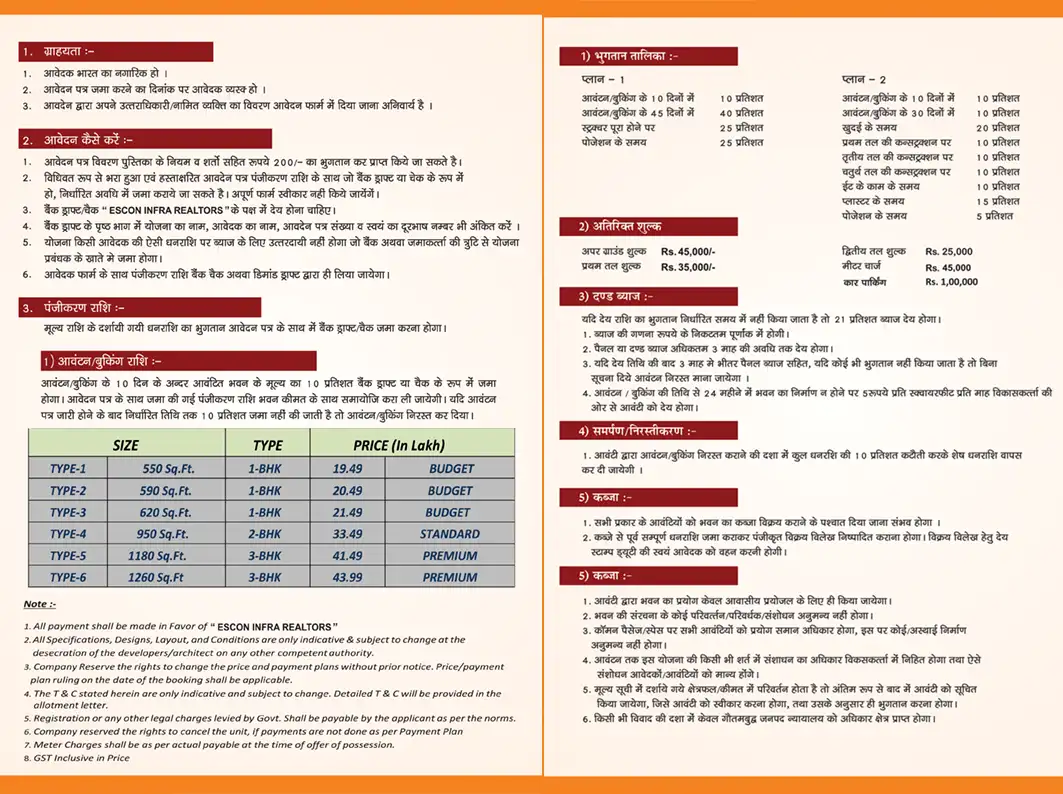 1. ग्राहयता :–
1. आवेदक भारत का नगारिक हो ।
2. आवेदन पत्र जमा करने का दिनांक पर आवेदक व्यस्क हो ।
3. आवदेन द्वारा अपने उत्तराधिकारी/नामित व्यक्ति का विवरण आवेदन फार्म में दिया जाना अनिवार्य है ।
2. आवेदन कैसे करें :–
1. आवेदन पत्र विवरण पुस्तिका के नियम व शर्तो सहित रूपये 200/– का भुगतान कर प्राप्त किये जा सकते है।
2. विधिवत रूप से भरा हुआ एवं हस्ताक्षरित आवदेन पत्र पंजीकरण राशि के साथ जो बैंक ड्राफ्ट या चेक के रूप में
हो, निर्धारित अवधि में जमा कराये जा सकते है। अपूर्ण फार्म स्वीकार नही किये जायेंगें।
3. बैंक ड्राफ्ट/चैक “ ESCON INFRA REALTORS ” के पक्ष में देय होना चाहिए।
4. बैंक ड्राफ्ट के पृष्ठ भाग में योजना का नाम, आवेदक का नाम, आवदेन पत्र संख्या व स्वयं का दूरभाष नम्बर भी अंकित करें ।
5. योजना किसी आवेदक की ऐसी धनराशि पर ब्याज के लिए उत्तरदायी नहीं होगा जो बैंक अथवा जमाकर्त्ता की त्रुटि से योजना
प्रबंधक के खाते मे जमा होगा।
6. आवेदक फार्म के साथ पंजीकरण राशि बैंक चैक अथवा डिमांड ड्राफ्ट द्वारा ही लिया जायेगा।
3. पंजीकरण राशि :–
मूल्य राशि के दर्शायी गयी धनराशि का भुगतान आवेदन पत्र के साथ में बैंक ड्राफ्ट/चैक जमा करना होगा।
1) आवंटन/बुकिंग राशि :–
आवंटन/बुकिंग के 10 दिन के अन्दर आवंटित भवन के मूल्य का 10 प्रतिशत बैंक ड्राफ्ट या चैक के रूप में जमा
होगा। आवेदन पत्र के साथ जमा की गई पंजीकरण राशि भवन कीमत के साथ समायोजि करा ली जायेगी। यदि आवंटन
पत्र जारी होने के बाद निर्धारित तिथि तक 10 प्रतिशत जमा नहीं की जाती है तो आवंटन/बुकिंग निरस्त कर दिया।
SIZE TYPE PRICE (In Lakh)
TYPE-1 550 Sq.Ft. 1-BHK 19.49 BUDGET
TYPE-2 590 Sq.Ft. 1-BHK 20.49 BUDGET
TYPE-3 620 Sq.Ft. 1-BHK 21.49 BUDGET
TYPE-4 950 Sq.Ft. 2-BHK 33.49 STANDARD
TYPE-5 1180 Sq.Ft. 3-BHK 41.49 PREMIUM
TYPE-6 1260 Sq.Ft 3-BHK 43.99 PREMIUM
Note :-
1. All payment shall be made in Favor of “ ESCON INFRA REALTORS ”
2. All Specifications, Designs, Layout, and Conditions are only indicative & subject to change at the
desecration of the developers/architect on any other competent authority.
3. Company Reserve the rights to change the price and payment plans without prior notice. Price/payment
plan ruling on the date of the booking shall be applicable.
4. The T & C stated herein are only indicative and subject to change. Detailed T & C will be provided in the
allotment letter.
5. Registration or any other legal charges levied by Govt. Shall be payable by the applicant as per the norms.
6. Company reserved the rights to cancel the unit, if payments are not done as per Payment Plan
7. Meter Charges shall be as per actual payable at the time of offer of possession.
8. GST Inclusive in Price
1) भुगतान तालिका :–
प्लान – 1
आवंटन/बुकिंग के 10 दिनों में 10 प्रतिशत
आवंटन/बुकिंग के 45 दिनों में 40 प्रतिशत
स्ट्रक्चर पूरा होने पर 25 प्रतिशत
पोजेशन के समय 25 प्रतिशत
प्लान – 2
आवंटन/बुकिंग के 10 दिनों में 10 प्रतिशत
आवंटन/बुकिंग के 30 दिनों में 10 प्रतिशत
खुदई के समय 20 प्रतिशत
प्रथम तल की कन्सट्रक्शन पर 10 प्रतिशत
तृतीय तल की कन्सट्रक्शन पर 10 प्रतिशत
चतुर्थ तल की कन्सट्रक्शन पर 10 प्रतिशत
ईट के काम के समय 10 प्रतिशत
प्लास्टर के समय 15 प्रतिशत
पोजेशन के समय 5 प्रतिशत
2) अतिरिक्त शुल्क
अपर ग्राउंड शुल्क Rs. 45,000/-
प्रथम तल शुल्क Rs. 35,000/-
द्वितीय तल शुल्क Rs. 25,000
मीटर चार्ज Rs. 45,000
कार पार्किंग Rs. 1,00,000
3) दण्ड ब्याज :–
यदि देय राशि का भुगतान निर्धारित समय में नहीं किया जाता है तो 21 प्रतिशत ब्याज देय होगा।
1. ब्याज की गणना रूपये के निकटतम पूर्णाक में होगी।
2. पैनल या दण्ड ब्याज अधिकतम 3 माह की अवधि तक देय होगा।
3. यदि देय तिथि की बाद 3 माह मे भीतर पैनल ब्याज सहित, यदि कोई भी भुगतान नहीं किया जाता है तो बिना
सूचना दिये आवंटन निरस्त माना जायेगा ।
4. आवंटन / बुकिंग की तिथि से 24 महीने में भवन का निर्माण न होने पर 5रूपये प्रति स्क्वायरफीट प्रति माह विकासकर्त्ता की
ओर से आवंटी को देय होगा।
4) समर्पण/निरस्तीकरण :–
1. आवंटी द्वारा आवंटन/बुकिंग निरस्त कराने की दशा में कुल धनरशि की 10 प्रतिशत कटौती करके शेष धनराशि वापस
कर दी जायेगी ।
5) कब्जा :–
1. सभी प्रकार के आवंटियों को भवन का कब्जा विक्रय कराने के पश्चात दिया जाना संभव होगा ।
2. कब्जे से पूर्व सम्पूर्ण धनराशि जमा कराकर पंजीकृत विक्रय विलेख निष्पादित कराना होगा। विक्रय विलेख हेतु देय
स्टाम्प ड्यूटी की स्वयं आवेदक को वहन करनी होगी।
5) कब्जा :–
1. आवंटी द्वारा भवन का प्रयोग केवल आवासीय प्रयोजल के लिए ही किया जायेगा।
2. भवन की संरचना के कोई परिवर्त्तन/परिवर्धक/संशोधन अनुमन्य नहीं होगा।
3. कॉमन पैसेज/स्पेस पर सभी आवंटियों को प्रयोग समान अधिकार होगा, इस पर कोई/अस्थाई निर्माण
अनुमन्य नहीं होगा।
4. आवंटन तक इस योजना की किसी भी शर्त में संशाधन का अधिकार विकसकर्त्ता में निहित होगा तथा ऐसे
संशोधन आवेदकों/आवंटियों को मान्य होंगे।
5. मूल्य सूची में दर्शाये गये क्षेत्रफल/कीमत में परिवर्तन होता है तो अंतिम रूप से बाद में आवंटी को सूचित
किया जायेगा, जिसे आवंटी को स्वीकार करना होगा, तथा उसके अनुसार ही भुगतान करना होगा।
6. किसी भी विवाद की दशा में केवल गौतमबुद्ध जनपद न्यायालय को अधिकार क्षेत्र प्राप्त होगा।